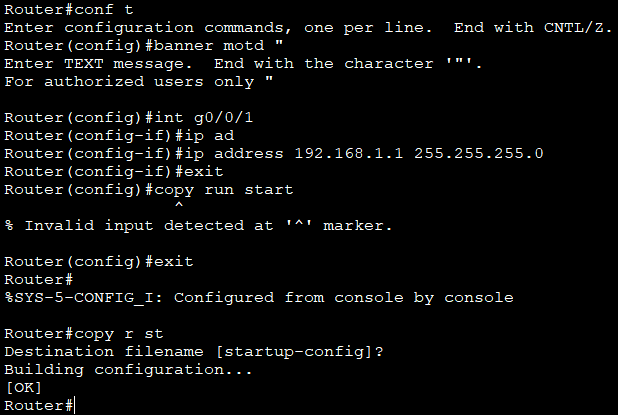 Router#conf t
Enter configuration commands, one per line.  End with CNTL/Z.
Router(config)#banner motd "
Enter TEXT message.  End with the character '"'.
For authorized users only "

Router(config)#int g0/0/1
Router(config-if)#ip ad
Router(config-if)#ip address 192.168.1.1 255.255.255.0
Router(config-if)#exit
Router(config)#copy run start
                 ^
% Invalid input detected at '^' marker.

Router(config)#exit
Router#
%SYS-5-CONFIG_I: Configured from console by console

Router#copy r st
Destination filename [startup-config]?
Building configuration...
[OK]
Router#